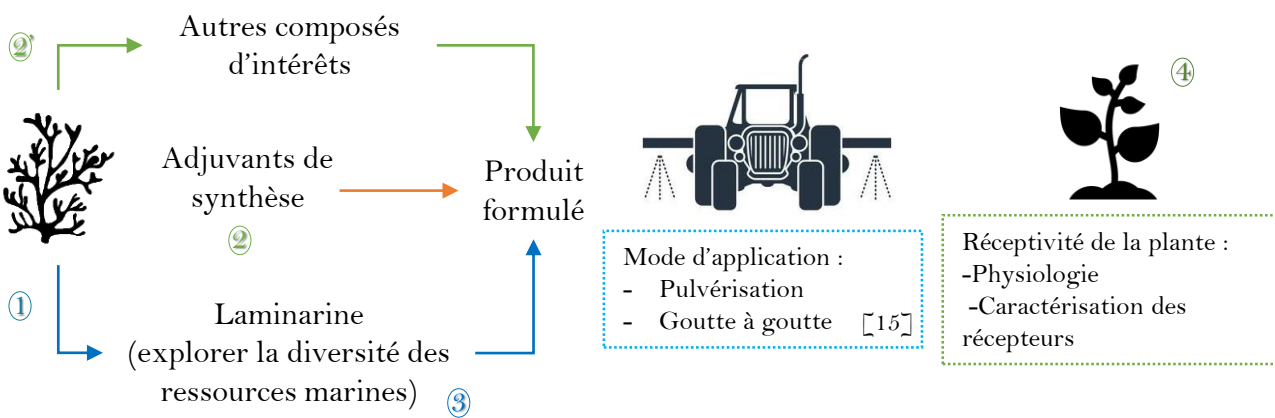 ②’
Autres composés
d’intérêts
Adjuvants de
synthèse
②
Produit
formulé
①
Laminarine
(explorer la diversité des
ressources marines)
③
Mode d’application :
- Pulvérisation
- Goutte à goutte [15]
④
Réceptivité de la plante :
-Physiologie
-Caractérisation des
récepteurs